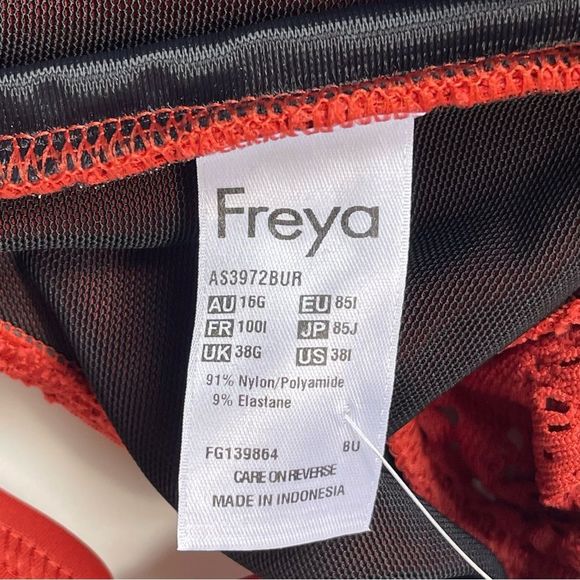 Freya
AS3972BUR
AU 16G EU 85I
FR 100I JP 85J
UK 38G US 38I
91% Nylon/Polyamide
9% Elastane
FG139864 BU
CARE ON REVERSE
MADE IN INDONESIA